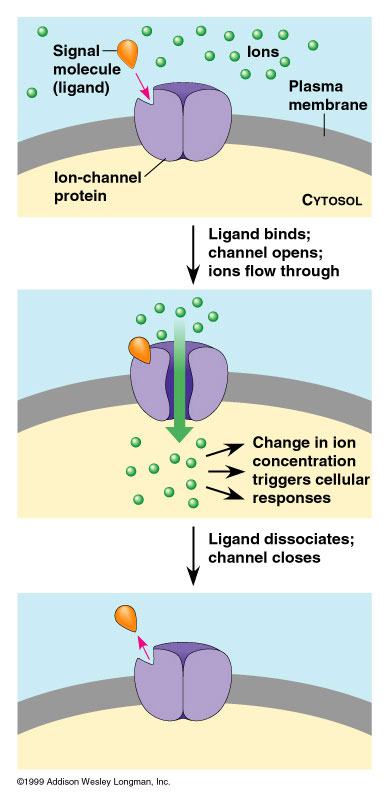 Signal
molecule
(ligand)
Ions
Plasma
membrane
Ion-channel
protein
CYTOSOL
Ligand binds;
channel opens;
ions flow through
Change in ion
concentration
triggers cellular
responses
Ligand dissociates;
channel closes
©1999 Addison Wesley Longman, Inc.